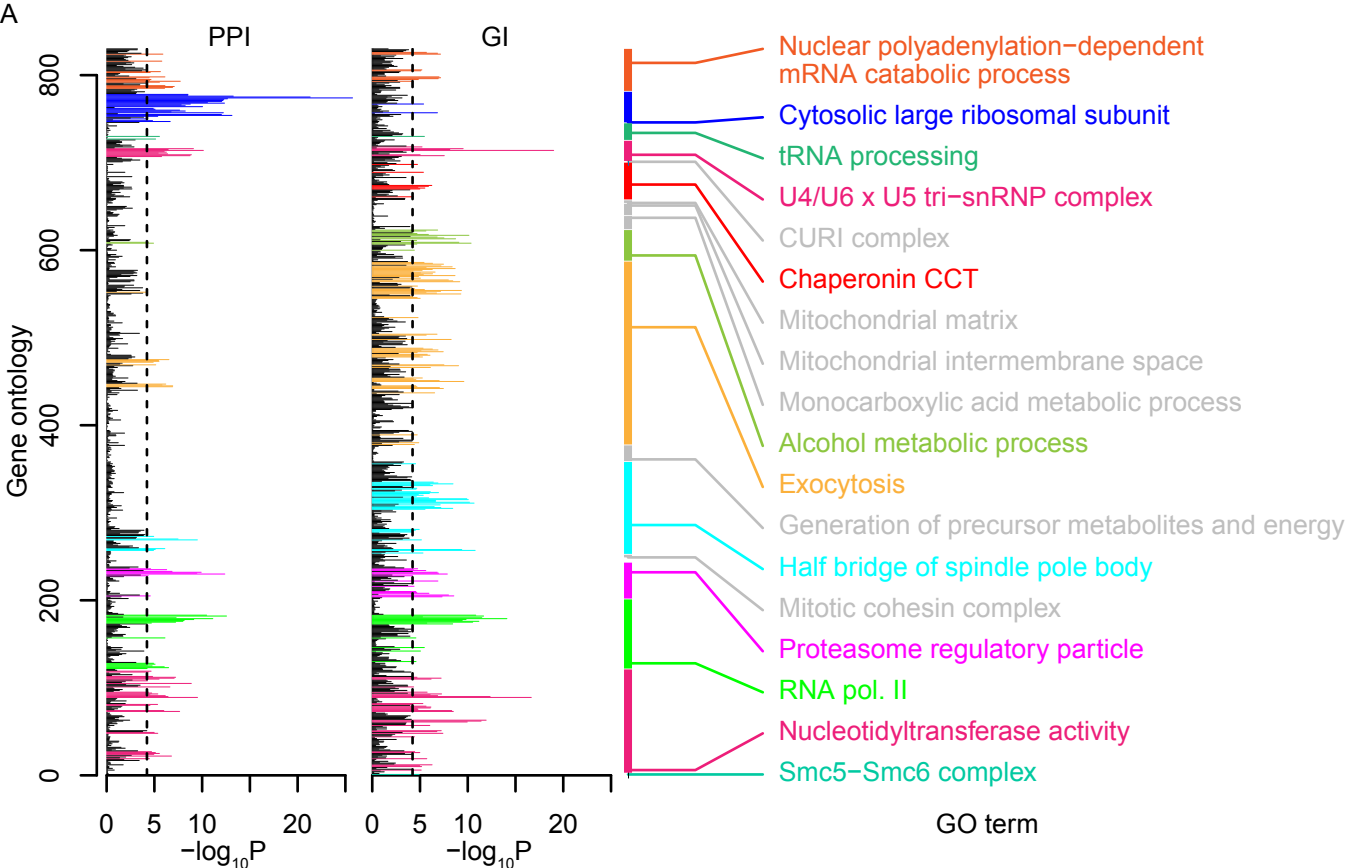 A
PPI
GI
Nuclear polyadenylation−dependent
mRNA catabolic process
Cytosolic large ribosomal subunit
tRNA processing
U4/U6 x U5 tri−snRNP complex
CURI complex
Chaperonin CCT
Mitochondrial matrix
Mitochondrial intermembrane space
Monocarboxylic acid metabolic process
Alcohol metabolic process
Exocytosis
Generation of precursor metabolites and energy
Half bridge of spindle pole body
Mitotic cohesin complex
Proteasome regulatory particle
RNA pol. II
Nucleotidyltransferase activity
Smc5−Smc6 complex
GO term
Gene ontology
800
600
400
200
0
0 5 10 20
−log₁₀P
0 5 10 20
−log₁₀P